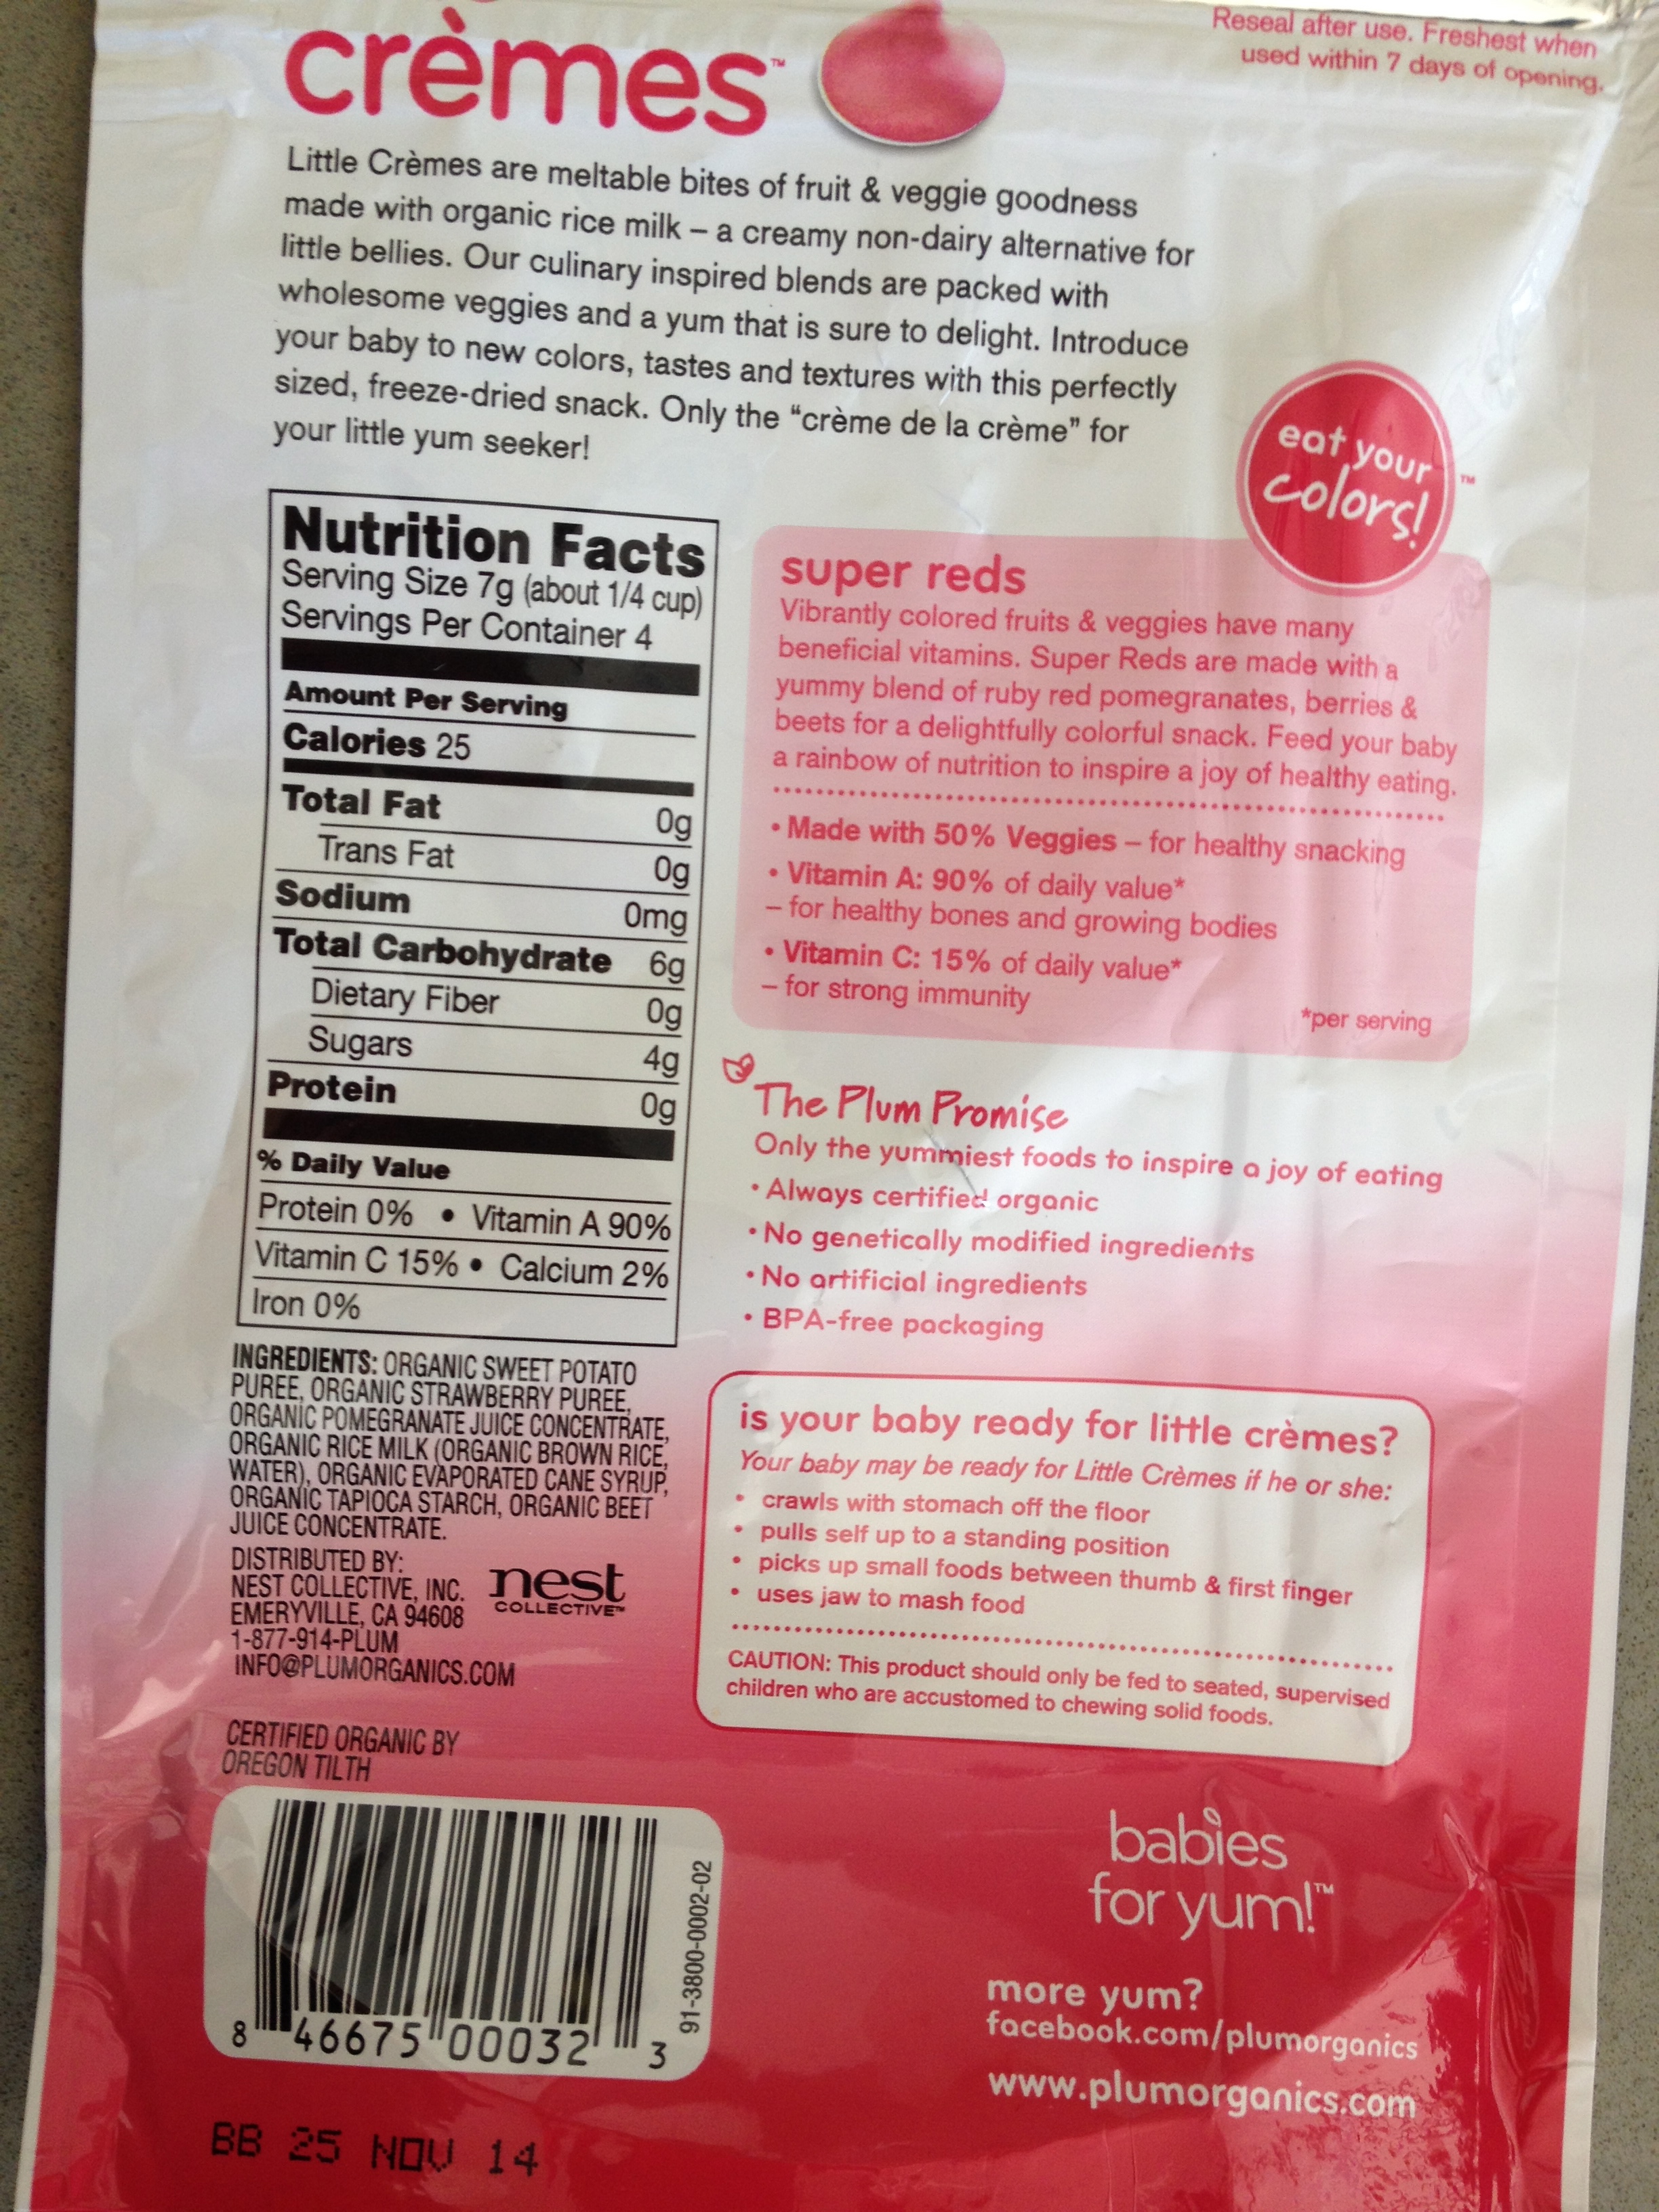 crèmes™
Reseal after use. Freshest when
used within 7 days of opening.
Little Crèmes are meltable bites of fruit & veggie goodness
made with organic rice milk – a creamy non-dairy alternative for
little bellies. Our culinary inspired blends are packed with
wholesome veggies and a yum that is sure to delight. Introduce
your baby to new colors, tastes and textures with this perfectly
sized, freeze-dried snack. Only the “crème de la crème” for
your little yum seeker!
eat your
colors!™
Nutrition Facts
Serving Size 7g (about 1/4 cup)
Servings Per Container 4
Amount Per Serving
Calories 25
Total Fat 0g
Trans Fat 0g
Sodium 0mg
Total Carbohydrate 6g
Dietary Fiber 0g
Sugars 4g
Protein 0g
% Daily Value
Protein 0% • Vitamin A 90%
Vitamin C 15% • Calcium 2%
Iron 0%
INGREDIENTS: ORGANIC SWEET POTATO
PUREE, ORGANIC STRAWBERRY PUREE,
ORGANIC POMEGRANATE JUICE CONCENTRATE,
ORGANIC RICE MILK (ORGANIC BROWN RICE,
WATER), ORGANIC EVAPORATED CANE SYRUP,
ORGANIC TAPIOCA STARCH, ORGANIC BEET
JUICE CONCENTRATE.
DISTRIBUTED BY:
NEST COLLECTIVE, INC.
EMERYVILLE, CA 94608
1-877-914-PLUM
INFO@PLUMORGANICS.COM
nest
COLLECTIVE™
CERTIFIED ORGANIC BY
OREGON TILTH
super reds
Vibrantly colored fruits & veggies have many
beneficial vitamins. Super Reds are made with a
yummy blend of ruby red pomegranates, berries &
beets for a delightfully colorful snack. Feed your baby
a rainbow of nutrition to inspire a joy of healthy eating.
• Made with 50% Veggies – for healthy snacking
• Vitamin A: 90% of daily value*
– for healthy bones and growing bodies
• Vitamin C: 15% of daily value*
– for strong immunity
*per serving
The Plum Promise
Only the yummiest foods to inspire a joy of eating
• Always certified organic
• No genetically modified ingredients
• No artificial ingredients
• BPA-free packaging
is your baby ready for little crèmes?
Your baby may be ready for Little Crèmes if he or she:
• crawls with stomach off the floor
• pulls self up to a standing position
• picks up small foods between thumb & first finger
• uses jaw to mash food
CAUTION: This product should only be fed to seated, supervised
children who are accustomed to chewing solid foods.
8 46675 00032 3
91-3800-0002-02
babies
for yum!™
more yum?
facebook.com/plumorganics
www.plumorganics.com
BB 25 NOV 14